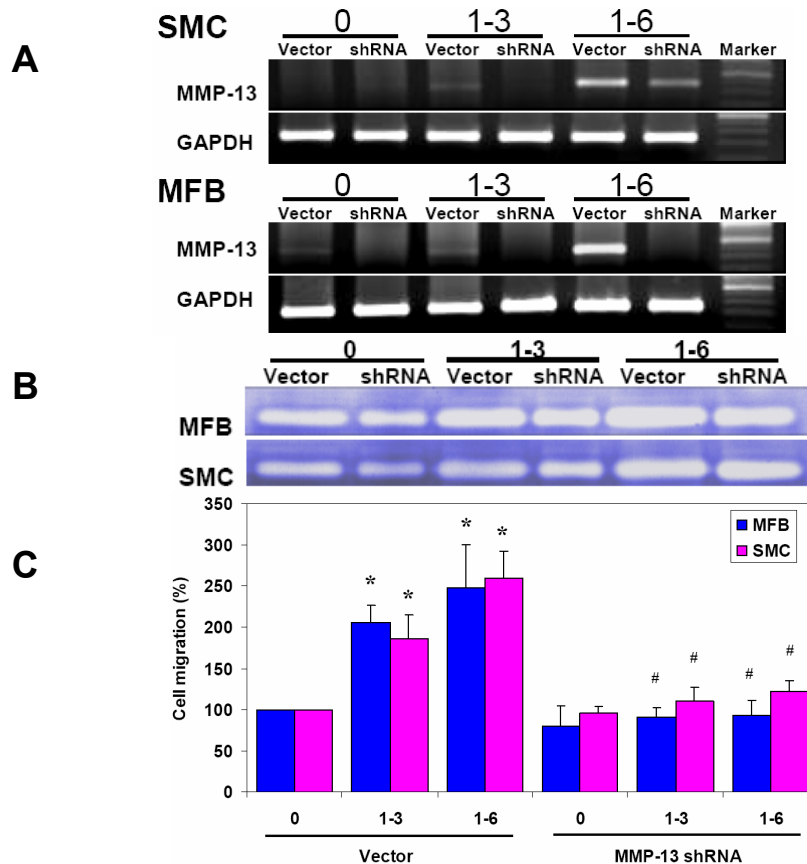 A
SMC
0 1-3 1-6
Vector shRNA Vector shRNA Vector shRNA Marker
MMP-13
GAPDH
MFB
0 1-3 1-6
Vector shRNA Vector shRNA Vector shRNA Marker
MMP-13
GAPDH
B
0 1-3 1-6
Vector shRNA Vector shRNA Vector shRNA
MFB
SMC
C
Cell migration (%)
350
300
250
200
150
100
50
0
* * * *
# # # #
MFB
SMC
0 1-3 1-6 0 1-3 1-6
Vector MMP-13 shRNA